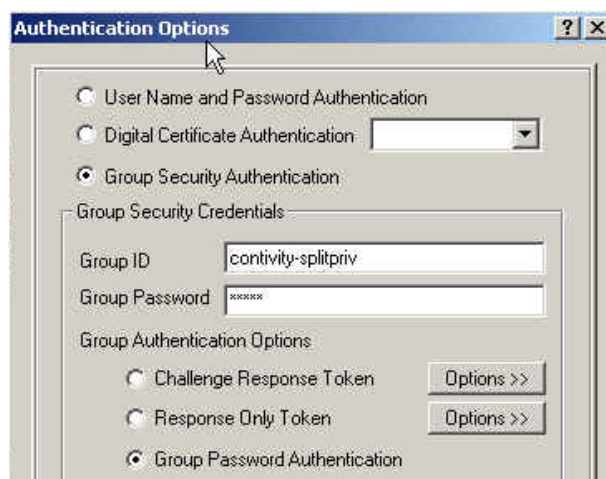 Authentication Options
User Name and Password Authentication
Digital Certificate Authentication
Group Security Authentication
Group Security Credentials
Group ID contivity-splitpriv
Group Password *****
Group Authentication Options
Challenge Response Token Options >>
Response Only Token Options >>
Group Password Authentication